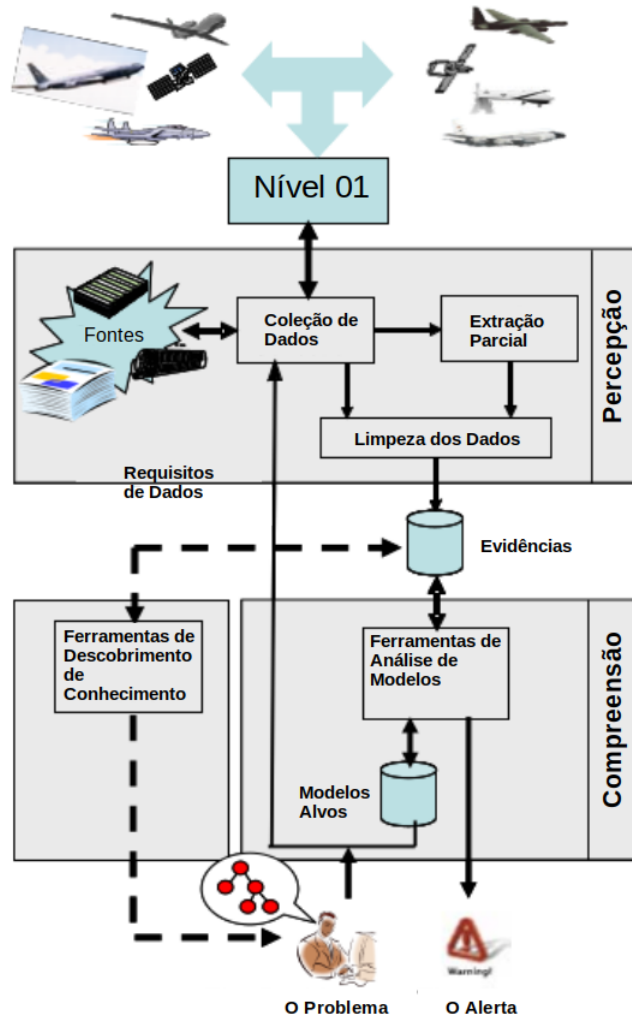 Nível 01
Fontes
Coleção de
Dados
Extração
Parcial
Percepção
Limpeza dos Dados
Requisitos
de Dados
Evidências
Ferramentas de
Descobrimento
de
Conhecimento
Ferramentas de
Análise de
Modelos
Compreensão
Modelos
Alvos
Warning!
O Problema
O Alerta